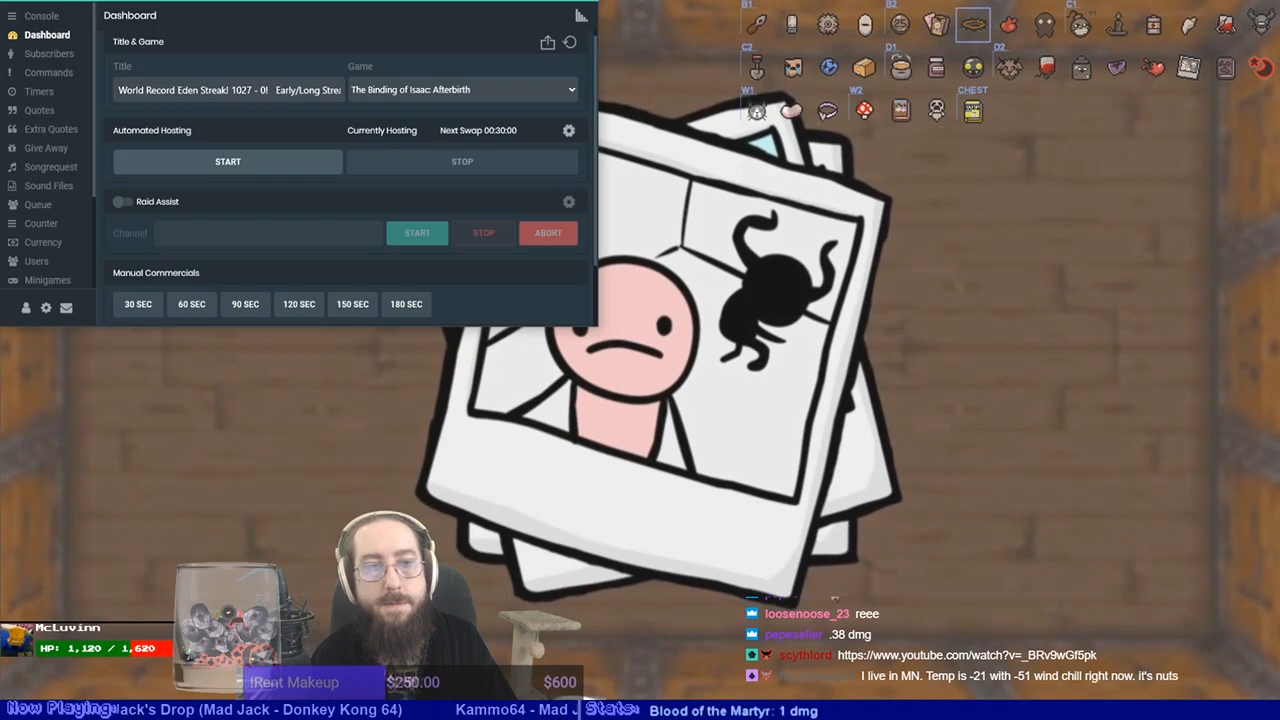 Console
Dashboard
Subscribers
Commands
Timers
Quotes
Extra Quotes
Give Away
Songrequest
Sound Files
Queue
Counter
Currency
Users
Minigames
Dashboard
Title & Game
Title
Game
World Record Eden Streak! 1027 - 0!   Early/Long Strea
The Binding of Isaac: Afterbirth
Automated Hosting
Currently Hosting
Next Swap 00:30:00
START
STOP
Raid Assist
Channel
START
STOP
ABORT
Manual Commercials
30 SEC
60 SEC
90 SEC
120 SEC
150 SEC
180 SEC
B1
B2
C1
C2
D1
D2
W1
W2
CHEST
loosenoose_23 reee
pepeselier .38 dmg
scythlord https://www.youtube.com/watch?v=_BRv9wGf5pk
I live in MN. Temp is -21 with -51 wind chill right now. it's nuts
McLuvinn
HP: 1,120 / 1,620
!Rent Makeup
$250.00
$600
Now Playing:
Jack's Drop (Mad Jack - Donkey Kong 64)
Kammo64 - Mad J
Stats:
Blood of the Martyr: 1 dmg